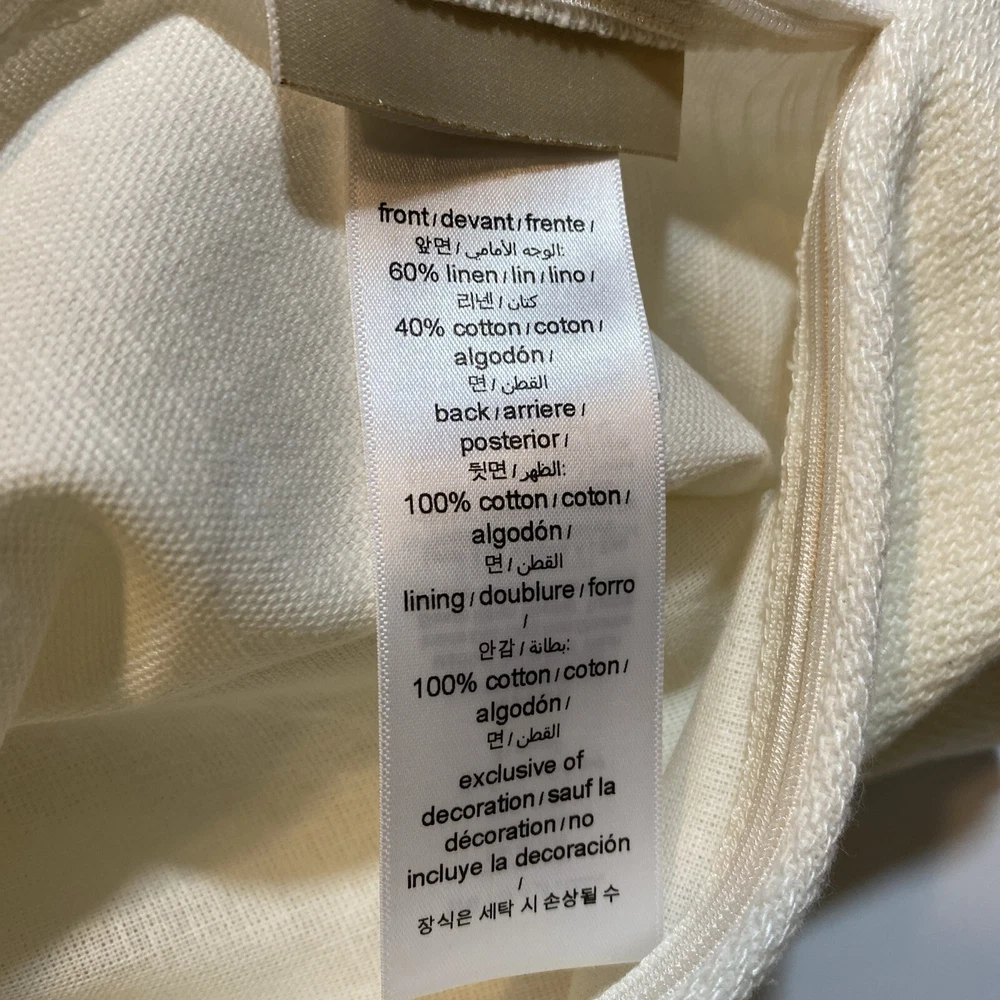 front / devant / frente /
앞면 / الوجه الأمامي:
60% linen / lin / lino /
리넨 / كتان
40% cotton / coton /
algodón /
면 / القطن
back / arriere /
posterior /
뒷면 / الظهر:
100% cotton / coton /
algodón /
면 / القطن
lining / doublure / forro
/
안감 / بطانة:
100% cotton / coton /
algodón /
면 / القطن
exclusive of
decoration / sauf la
décoration / no
incluye la decoración
/
장식은 세탁 시 손상될 수